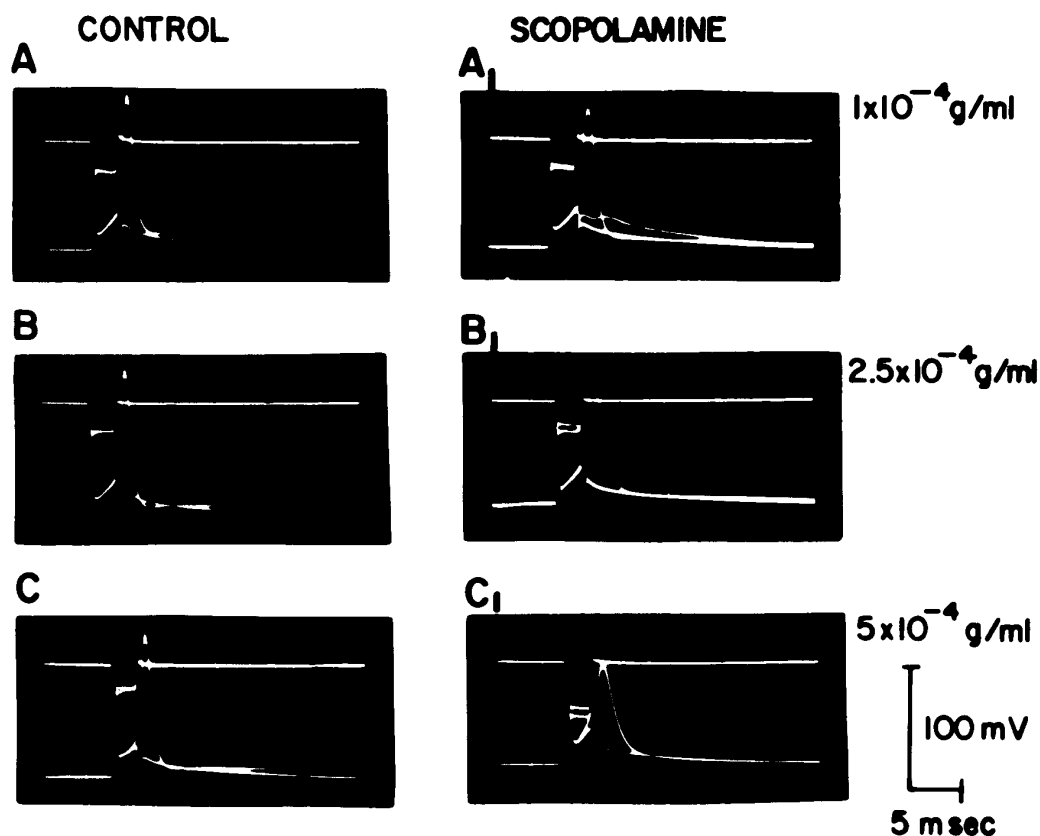 CONTROL
SCOPOLAMINE
A
A1
1x10⁻⁴ g/ml
B
B1
2.5x10⁻⁴ g/ml
C
C1
5x10⁻⁴ g/ml
100 mV
5 msec